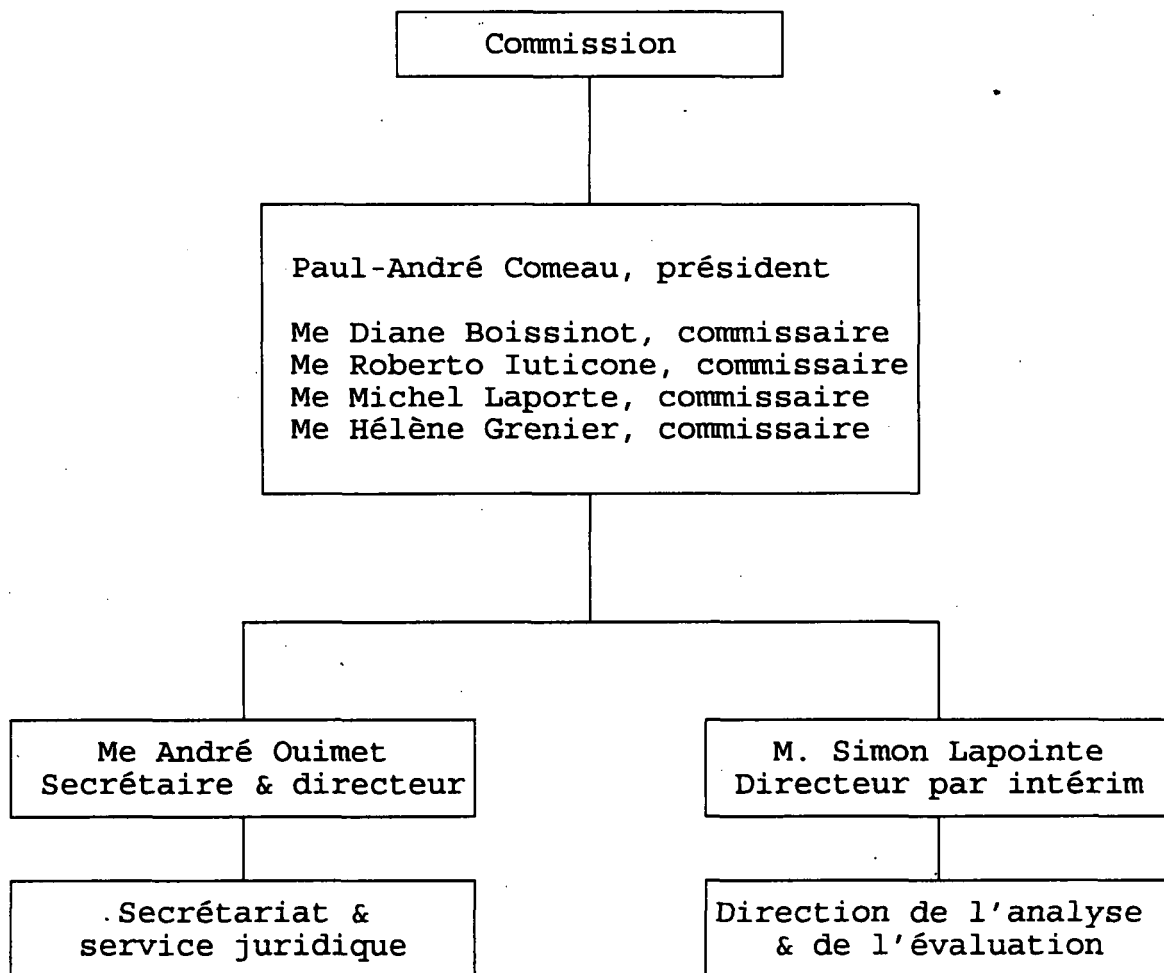 Commission
Paul-André Comeau, président
Me Diane Boissinot, commissaire
Me Roberto Iuticone, commissaire
Me Michel Laporte, commissaire
Me Hélène Grenier, commissaire
Me André Ouimet
Secrétaire & directeur
M. Simon Lapointe
Directeur par intérim
Secrétariat &
service juridique
Direction de l'analyse
& de l'évaluation